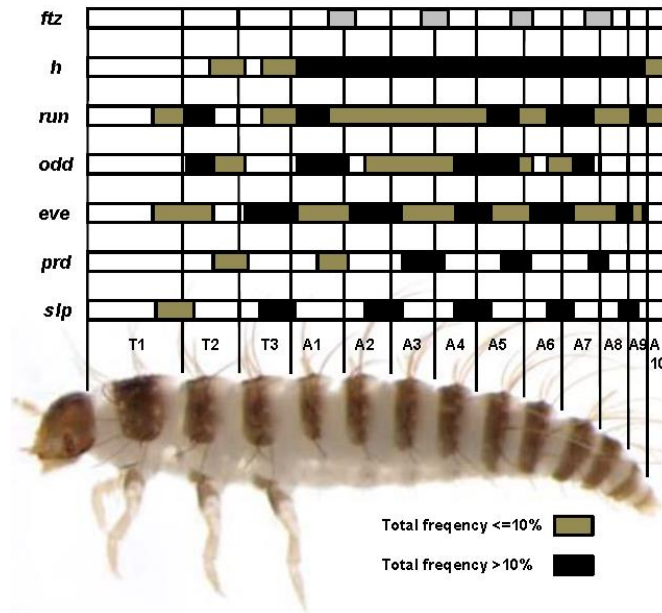 ftz
h
run
odd
eve
prd
slp
T1 T2 T3 A1 A2 A3 A4 A5 A6 A7 A8 A9 A
10
Total freqency <=10%
Total freqency >10%